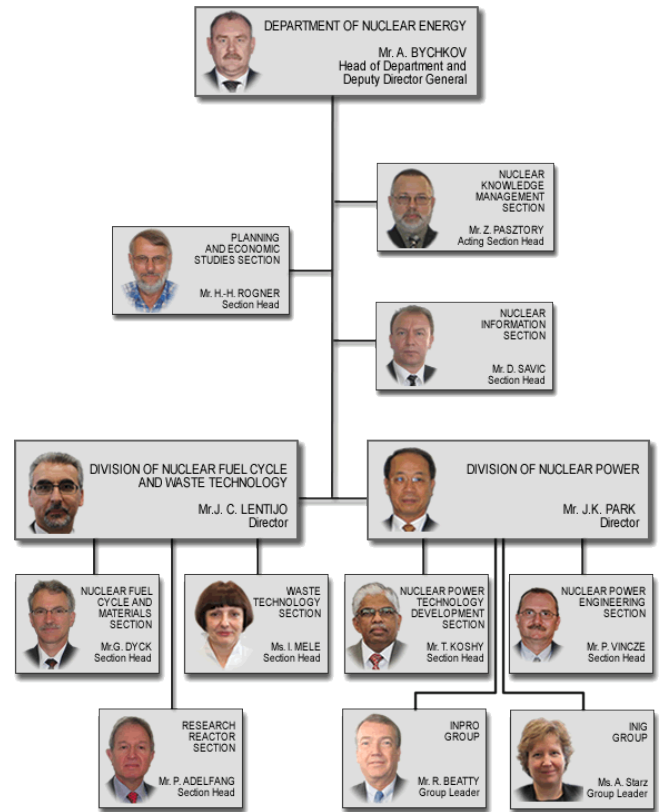 DEPARTMENT OF NUCLEAR ENERGY
Mr. A. BYCHKOV
Head of Department and
Deputy Director General
NUCLEAR
KNOWLEDGE
MANAGEMENT
SECTION
Mr. Z. PASZTORY
Acting Section Head
PLANNING
AND ECONOMIC
STUDIES SECTION
Mr. H.-H. ROGNER
Section Head
NUCLEAR
INFORMATION
SECTION
Mr. D. SAVIC
Section Head
DIVISION OF NUCLEAR FUEL CYCLE
AND WASTE TECHNOLOGY
Mr.J. C. LENTIJO
Director
DIVISION OF NUCLEAR POWER
Mr. J.K. PARK
Director
NUCLEAR FUEL
CYCLE AND
MATERIALS
SECTION
Mr.G. DYCK
Section Head
WASTE
TECHNOLOGY
SECTION
Ms. I. MELE
Section Head
NUCLEAR POWER
TECHNOLOGY
DEVELOPMENT
SECTION
Mr. T. KOSHY
Section Head
NUCLEAR POWER
ENGINEERING
SECTION
Mr. P. VINCZE
Section Head
RESEARCH
REACTOR
SECTION
Mr. P. ADELFANG
Section Head
INPRO
GROUP
Mr. R. BEATTY
Group Leader
INIG
GROUP
Ms. A. Starz
Group Leader